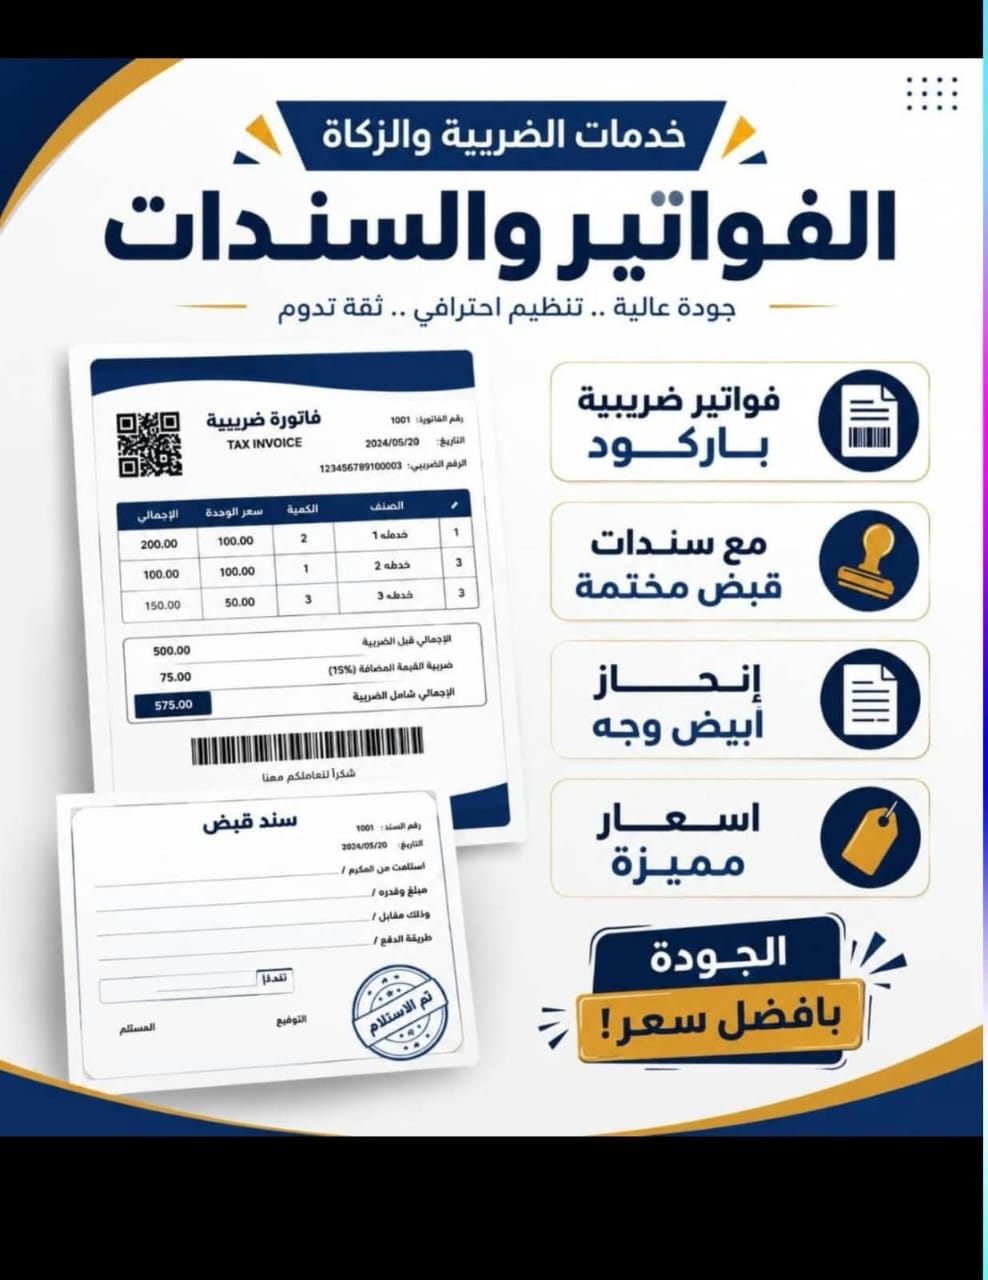 خدمات الضريبية والزكاة
الفواتير والسندات
جودة عالية .. تنظيم احترافي .. ثقة تدوم
فواتير ضريبية
باركود
مع سندات
قبض مختمة
إنحاز
أبيض وجه
اسعار
مميزة
الجودة
بافضل سعر!
فاتورة ضريبية
TAX INVOICE
رقم الفاتورة: 1001
التاريخ: 2024/05/20
الرقم الضريبي: 123456789100003
الصنف الكمية سعر الوحدة الإجمالي
1 خدمة 1 2 100.00 200.00
3 خدمة 2 1 100.00 100.00
3 خدمة 3 3 50.00 150.00
الإجمالي قبل الضريبة 500.00
ضريبة القيمة المضافة (15%) 75.00
الإجمالي شامل الضريبة 575.00
شكراً لتعاملكم معنا
سند قبض
رقم السند: 1001
التاريخ: 2024/05/20
استلمت من المكرم /
مبلغ وقدره /
وذلك مقابل /
طريقة الدفع /
تم الاستلام
التوقيع
المستلم